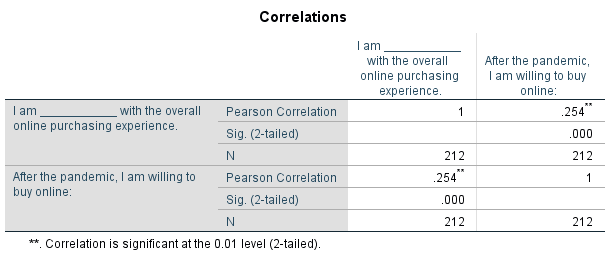 Correlations
I am ____________
with the overall
online purchasing
experience.
After the pandemic,
I am willing to buy
online:
I am ____________ with the overall
online purchasing experience.
Pearson Correlation 1 .254**
Sig. (2-tailed) .000
N 212 212
After the pandemic, I am willing to
buy online:
Pearson Correlation .254** 1
Sig. (2-tailed) .000
N 212 212
**. Correlation is significant at the 0.01 level (2-tailed).